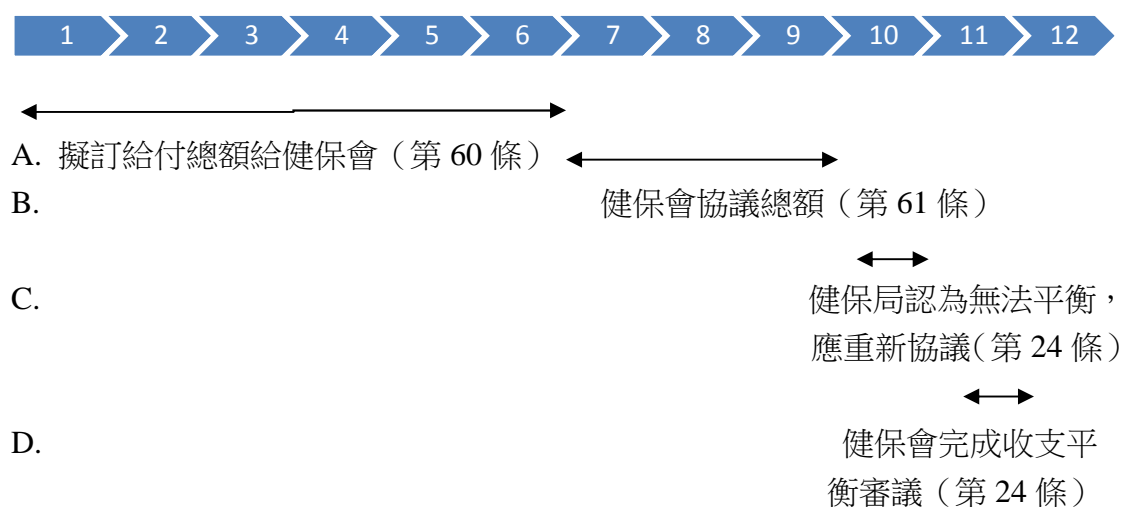 1 2 3 4 5 6 7 8 9 10 11 12
A. 擬訂給付總額給健保會（第 60 條）
B. 健保會協議總額（第 61 條）
C. 健保局認為無法平衡，
應重新協議（第 24 條）
D. 健保會完成收支平
衡審議（第 24 條）